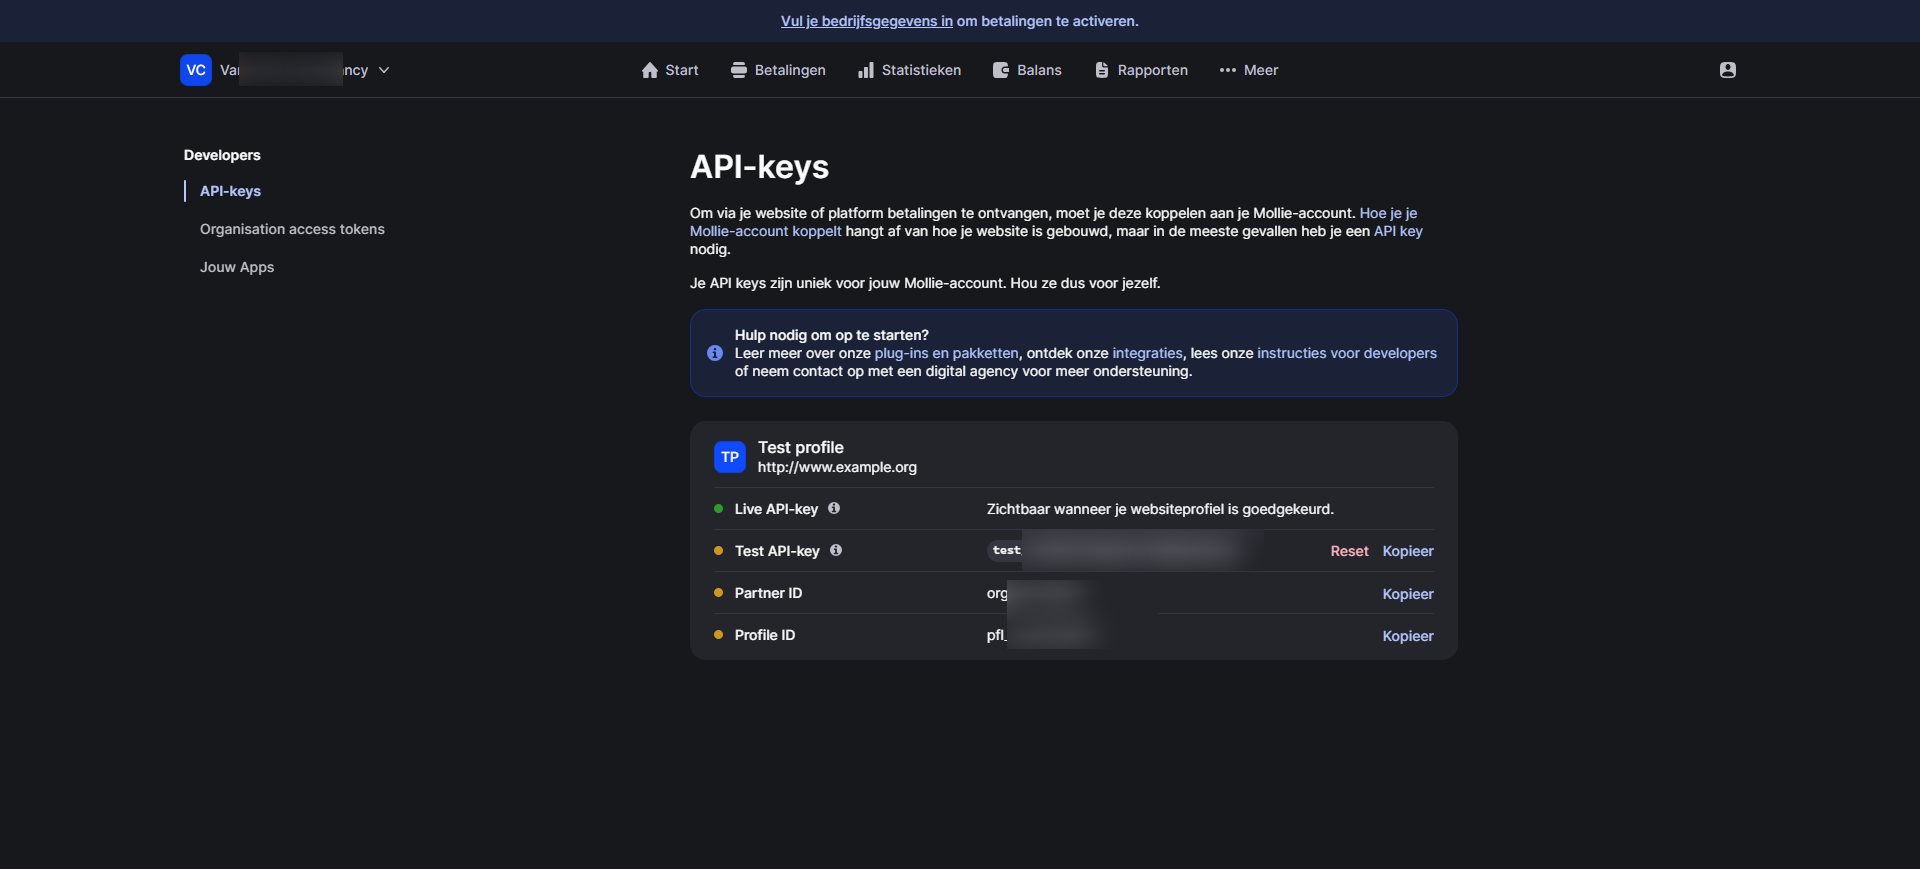 Vul je bedrijfsgegevens in om betalingen te activeren.
VC
Start
Betalingen
Statistieken
Balans
Rapporten
Meer
Developers
API-keys
Organisation access tokens
Jouw Apps
API-keys
Om via je website of platform betalingen te ontvangen, moet je deze koppelen aan je Mollie-account. Hoe je je
Mollie-account koppelt hangt af van hoe je website is gebouwd, maar in de meeste gevallen heb je een API key
nodig.
Je API keys zijn uniek voor jouw Mollie-account. Hou ze dus voor jezelf.
Hulp nodig om op te starten?
Leer meer over onze plug-ins en pakketten, ontdek onze integraties, lees onze instructies voor developers
of neem contact op met een digital agency voor meer ondersteuning.
TP
Test profile
http://www.example.org
Live API-key
Zichtbaar wanneer je websiteprofiel is goedgekeurd.
Test API-key
test
Reset
Kopieer
Partner ID
org
Kopieer
Profile ID
pfl_
Kopieer